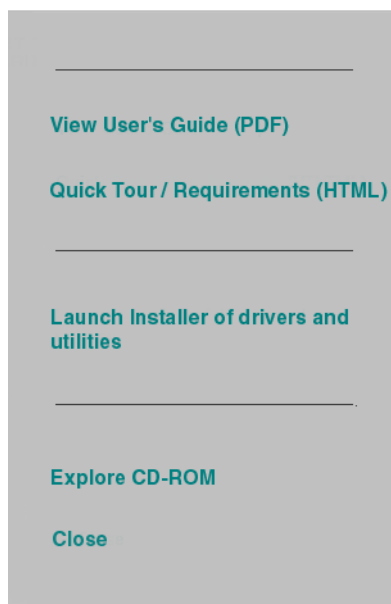 View User's Guide (PDF)
Quick Tour / Requirements (HTML)
Launch Installer of drivers and
utilities
Explore CD-ROM
Close